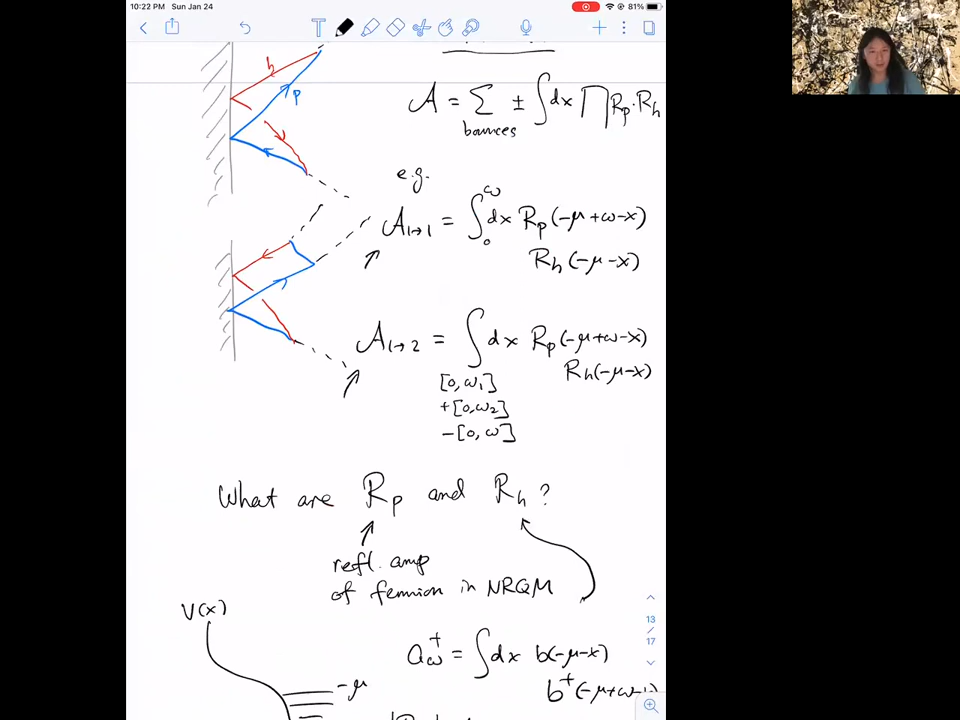 10:22 PM Sun Jan 24
81%
h
p
A = Σ ± ∫dx ∏ Rp·Rh
bounces
e.g.
A1↦1 = ∫₀^ω dx Rp(-μ+ω-x)
Rh(-μ-x)
A1↦2 = ∫ dx Rp(-μ+ω-x)
Rh(-μ-x)
[0,ω₁]
+[0,ω₂]
-[0,ω]
What are Rp and Rh?
refl. amp
of fermion in NRQM
V(x)
aω† = ∫dx b(-μ-x)
b†(-μ+ω-x)
-μ
13
/
17